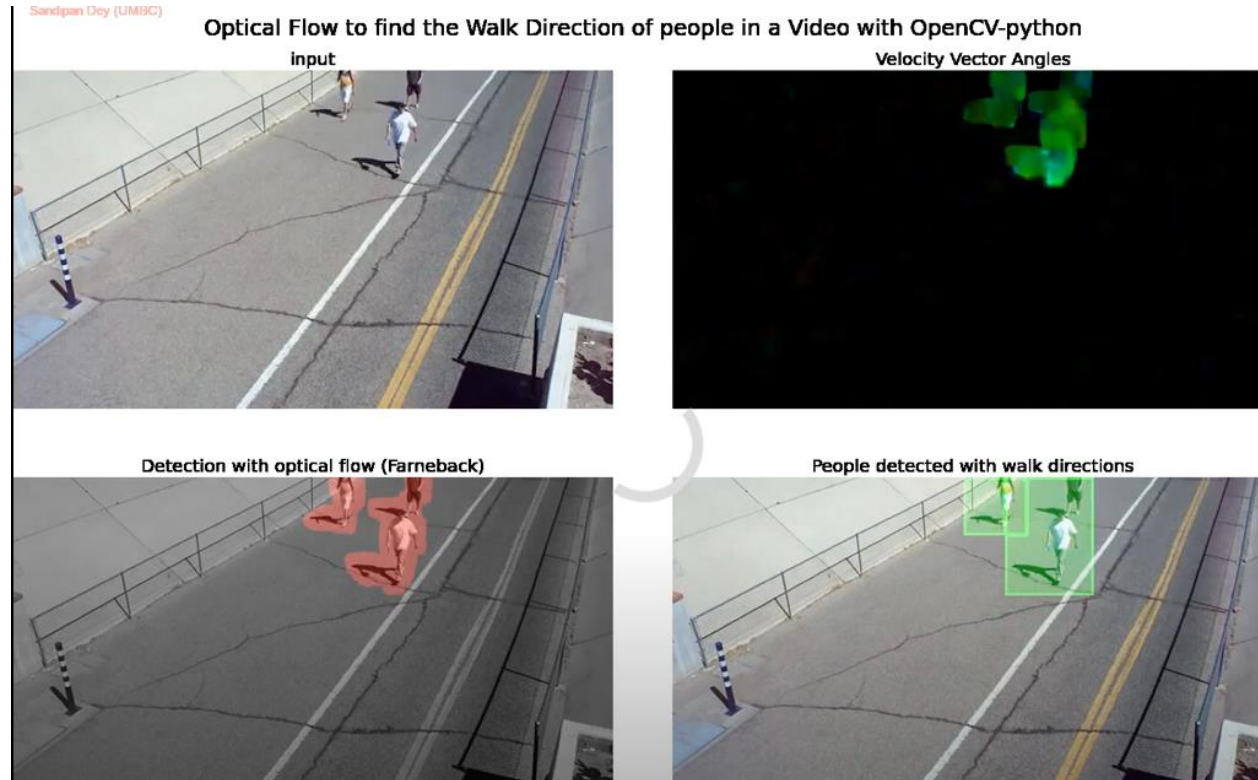 Sandipan Dey (UMBC)
Optical Flow to find the Walk Direction of people in a Video with OpenCV-python
input
Velocity Vector Angles
Detection with optical flow (Farneback)
People detected with walk directions